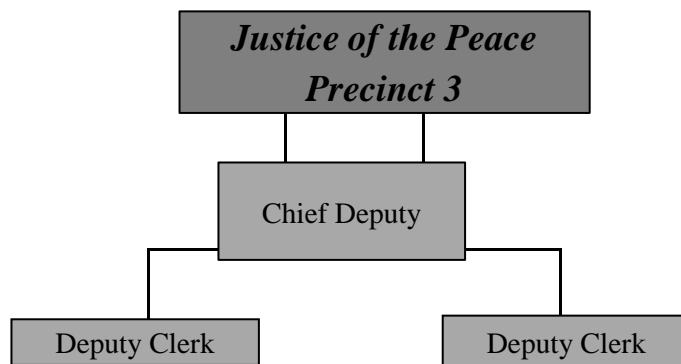 Justice of the Peace
Precinct 3
Chief Deputy
Deputy Clerk
Deputy Clerk